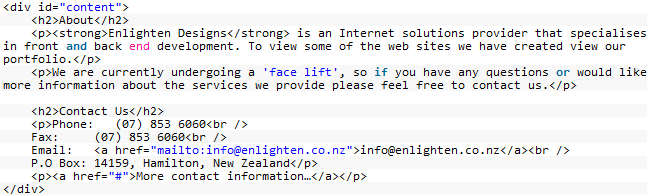 <div id="content">
    <h2>About</h2>
    <p><strong>Enlighten Designs</strong> is an Internet solutions provider that specialises
in front and back end development. To view some of the web sites we have created view our
portfolio.</p>
    <p>We are currently undergoing a 'face lift', so if you have any questions or would like
more information about the services we provide please feel free to contact us.</p>

    <h2>Contact Us</h2>
    <p>Phone:   (07) 853 6060<br />
    Fax:     (07) 853 6060<br />
    Email:   <a href="mailto:info@enlighten.co.nz">info@enlighten.co.nz</a><br />
    P.O Box: 14159, Hamilton, New Zealand</p>
    <p><a href="#">More contact information…</a></p>
</div>